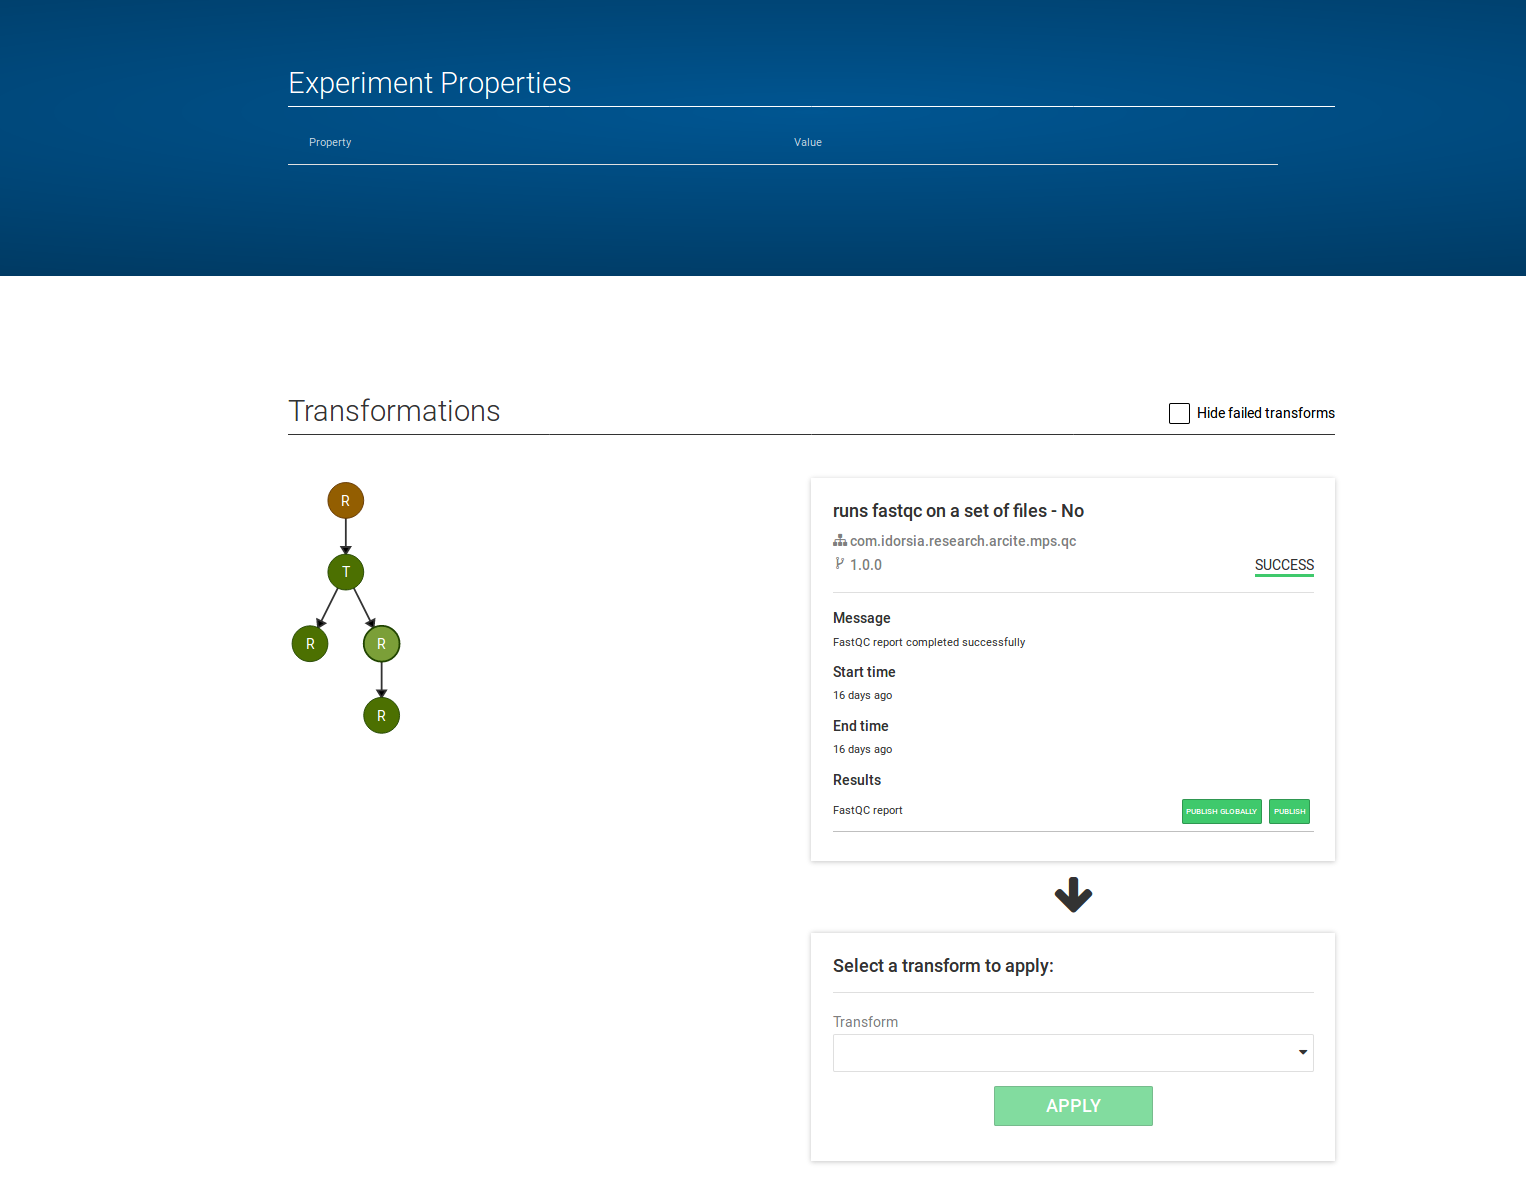 Experiment Properties
Property Value
Transformations
Hide failed transforms
R
T
R R
R
runs fastqc on a set of files - No
com.idorsia.research.arcite.mps.qc
1.0.0 SUCCESS
Message
FastQC report completed successfully
Start time
16 days ago
End time
16 days ago
Results
FastQC report PUBLISH GLOBALLY PUBLISH
Select a transform to apply:
Transform
APPLY